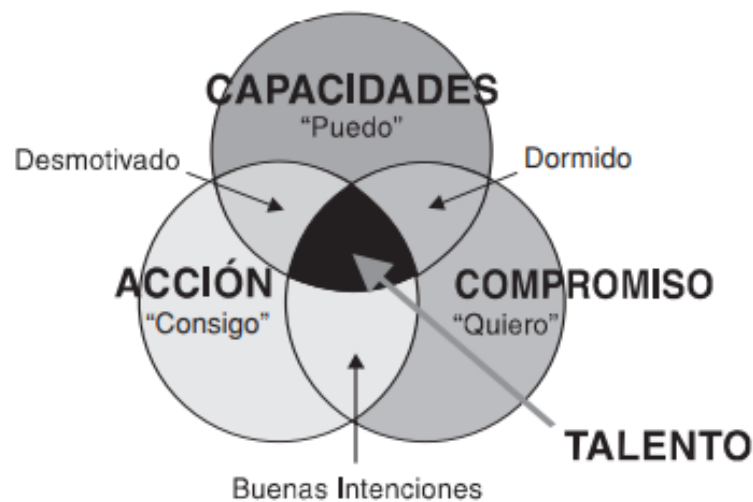 CAPACIDADES
“Puedo”
Desmotivado
Dormido
ACCIÓN
“Consigo”
COMPROMISO
“Quiero”
TALENTO
Buenas Intenciones